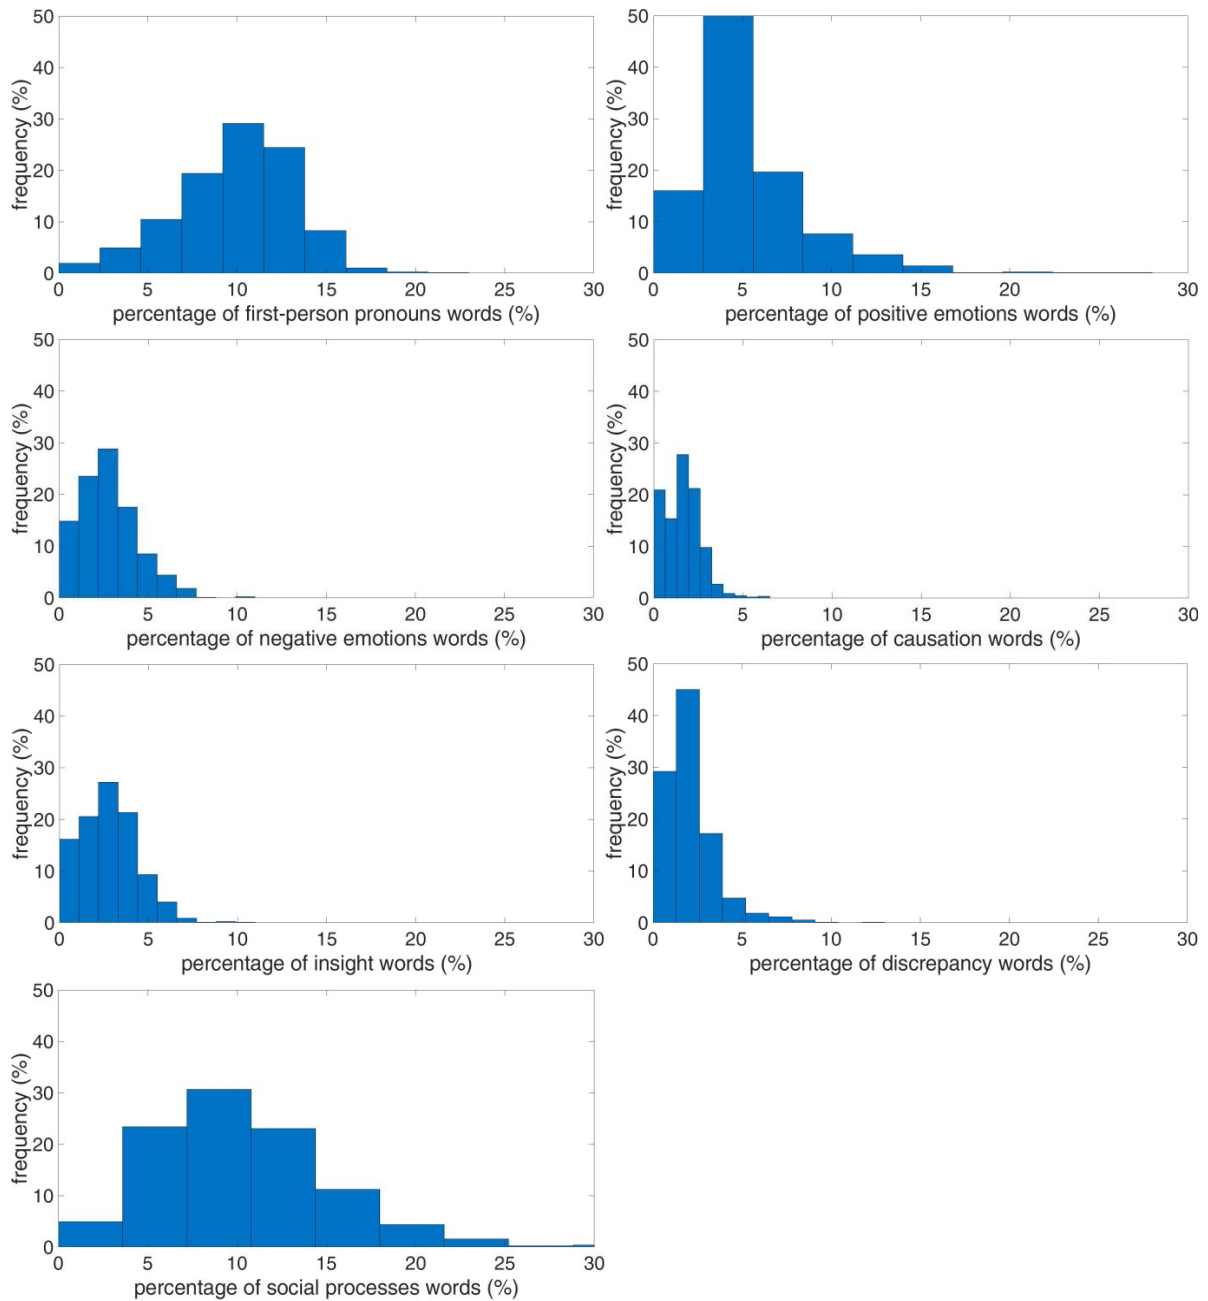 50
40
30
20
10
0
frequency (%)
0 5 10 15 20 25 30
percentage of first-person pronouns words (%)
50
40
30
20
10
0
frequency (%)
0 5 10 15 20 25 30
percentage of positive emotions words (%)
50
40
30
20
10
0
frequency (%)
0 5 10 15 20 25 30
percentage of negative emotions words (%)
50
40
30
20
10
0
frequency (%)
0 5 10 15 20 25 30
percentage of causation words (%)
50
40
30
20
10
0
frequency (%)
0 5 10 15 20 25 30
percentage of insight words (%)
50
40
30
20
10
0
frequency (%)
0 5 10 15 20 25 30
percentage of discrepancy words (%)
50
40
30
20
10
0
frequency (%)
0 5 10 15 20 25 30
percentage of social processes words (%)